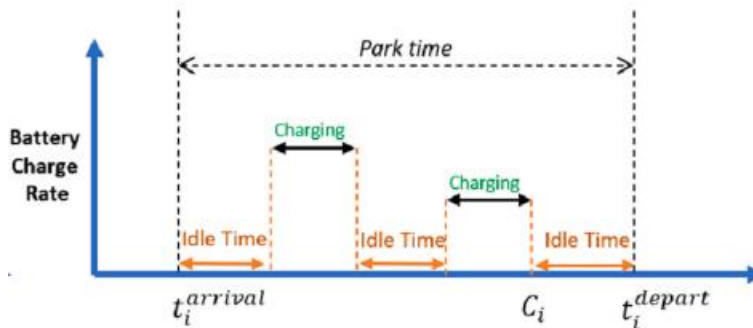 Park time
Battery
Charge
Rate
Charging
Charging
Idle Time
Idle Time
Idle Time
t_i^{arrival}
C_i
t_i^{depart}